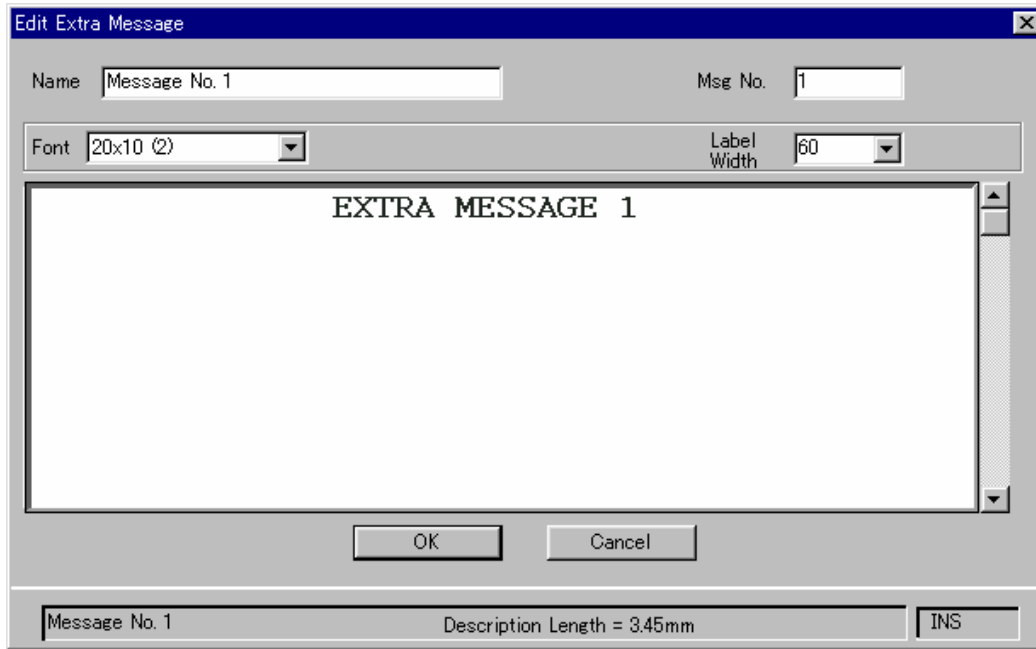 Edit Extra Message
Name Message No. 1 Msg No. 1
Font 20x10 (2) Label Width 60
EXTRA MESSAGE 1
OK Cancel
Message No. 1 Description Length = 3.45mm INS